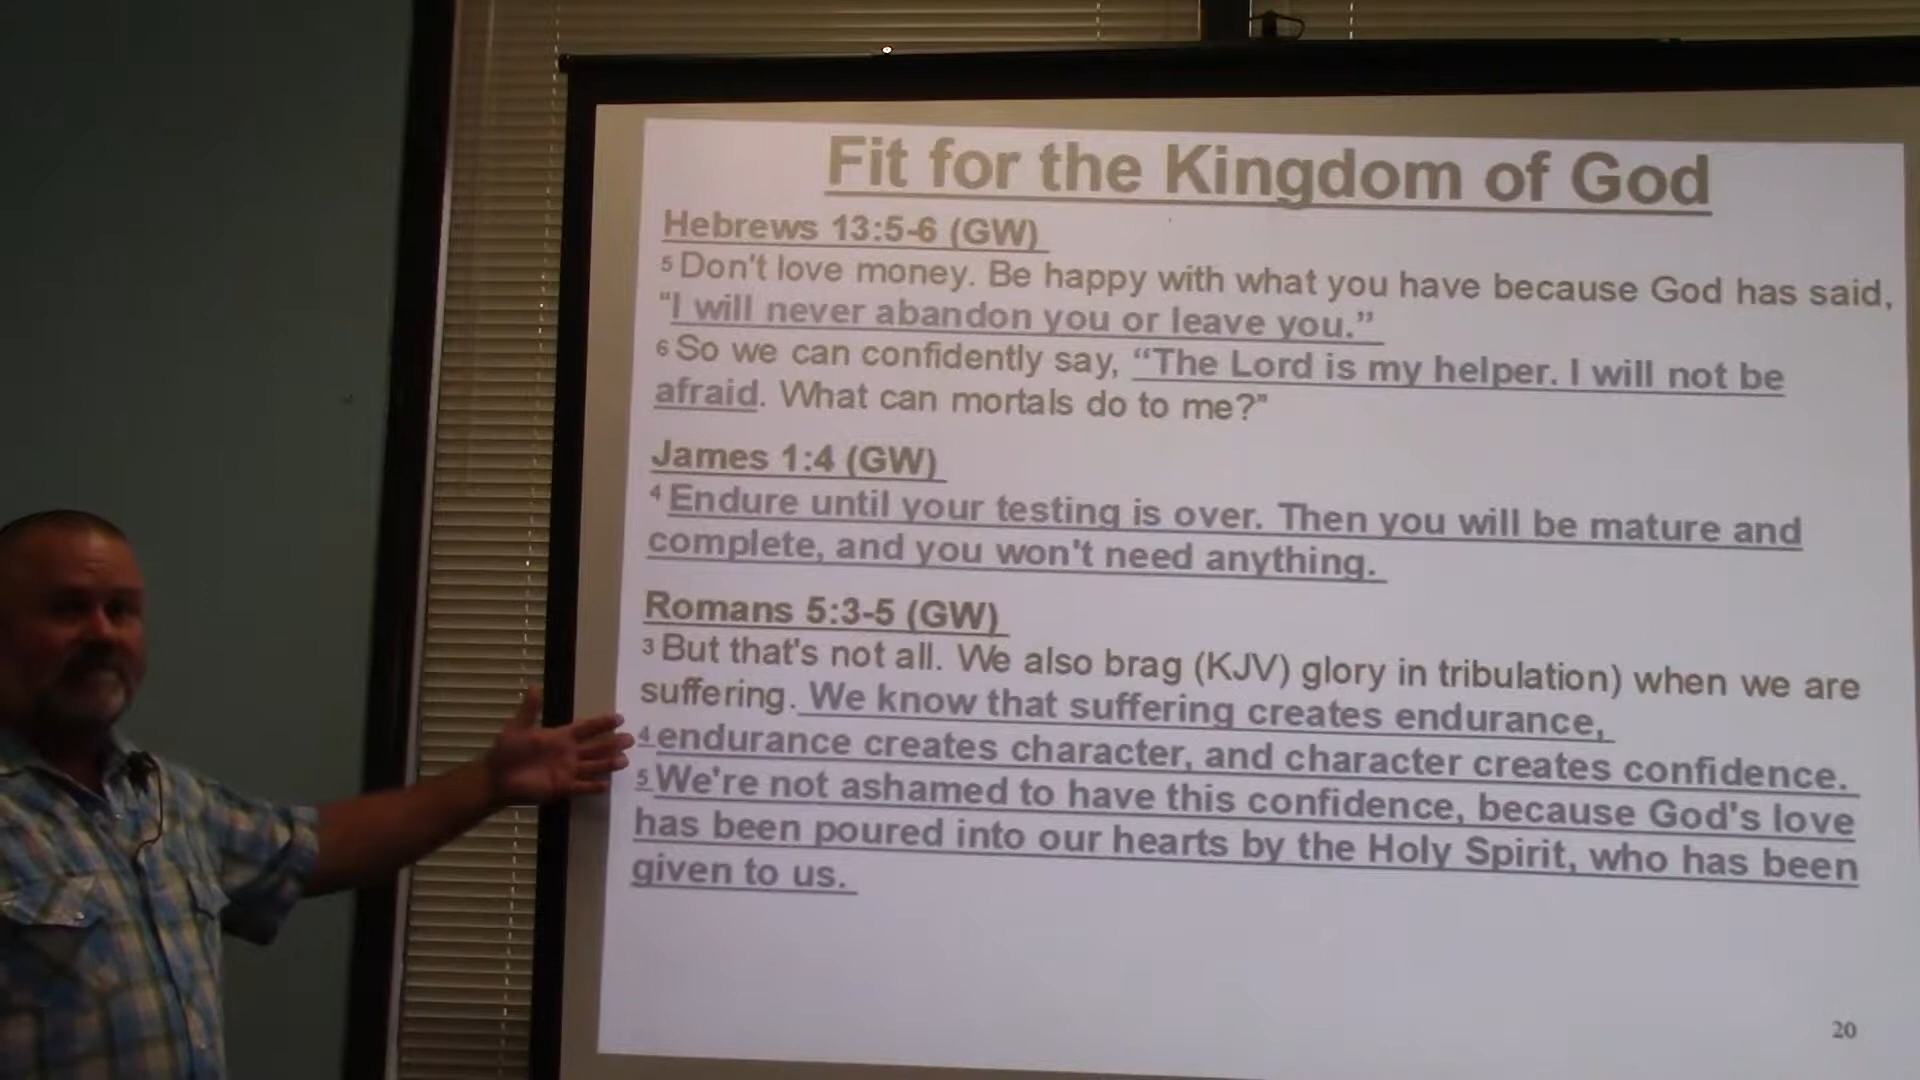 Fit for the Kingdom of God
Hebrews 13:5-6 (GW)
5 Don't love money. Be happy with what you have because God has said,
“I will never abandon you or leave you.”
6 So we can confidently say, “The Lord is my helper. I will not be
afraid. What can mortals do to me?”
James 1:4 (GW)
4 Endure until your testing is over. Then you will be mature and
complete, and you won't need anything.
Romans 5:3-5 (GW)
3 But that's not all. We also brag (KJV) glory in tribulation) when we are
suffering. We know that suffering creates endurance,
4 endurance creates character, and character creates confidence.
5 We're not ashamed to have this confidence, because God's love
has been poured into our hearts by the Holy Spirit, who has been
given to us.
20